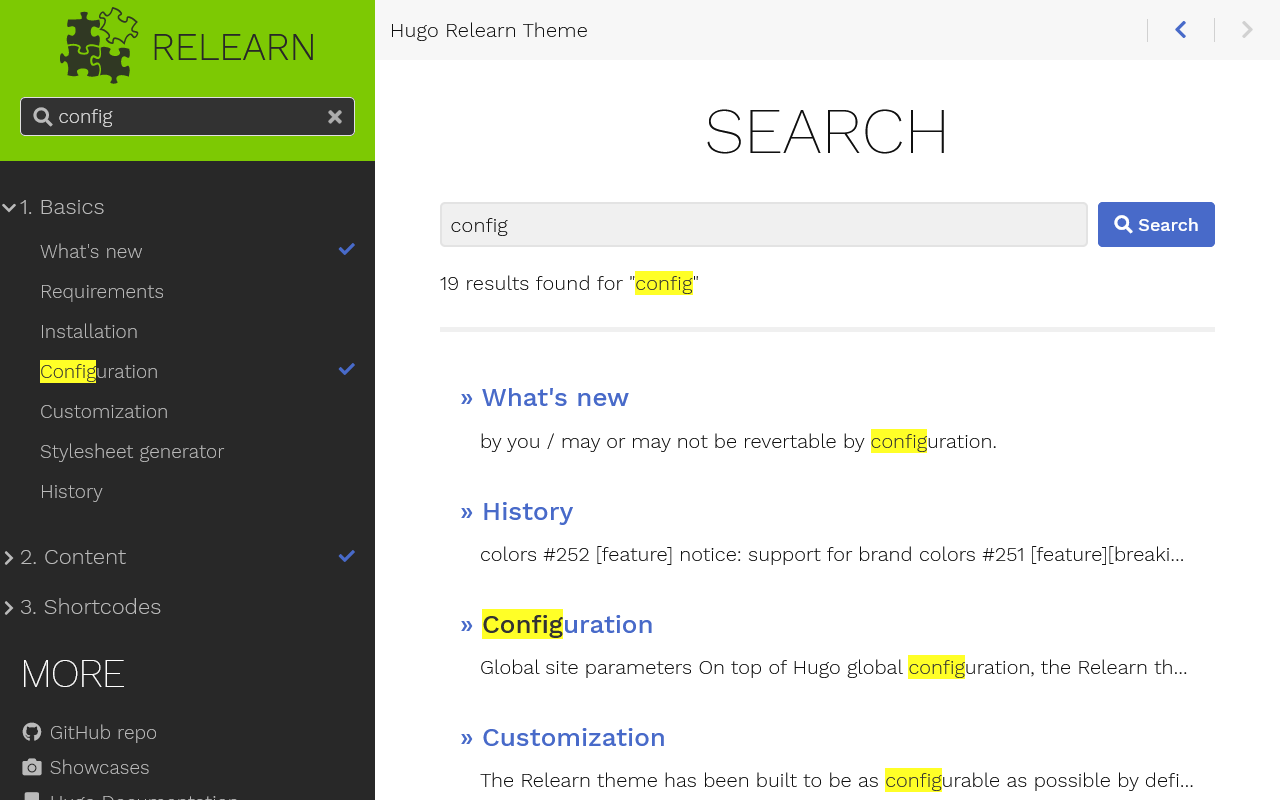 RELEARN
config
1. Basics
What's new
Requirements
Installation
Configuration
Customization
Stylesheet generator
History
2. Content
3. Shortcodes
MORE
GitHub repo
Showcases
Hugo Documentation
Hugo Relearn Theme
SEARCH
config
Search
19 results found for "config"
» What's new
by you / may or may not be revertable by configuration.
» History
colors #252 [feature] notice: support for brand colors #251 [feature][breaki...
» Configuration
Global site parameters On top of Hugo global configuration, the Relearn th...
» Customization
The Relearn theme has been built to be as configurable as possible by defi...